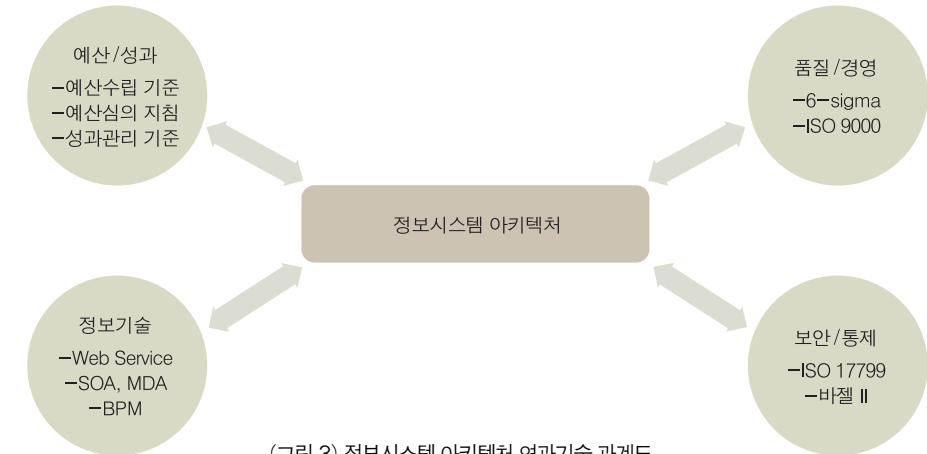 예산/성과
-예산수립 기준
-예산심의 지침
-성과관리 기준
품질/경영
-6-sigma
-ISO 9000
정보시스템 아키텍처
정보기술
-Web Service
-SOA, MDA
-BPM
보안/통제
-ISO 17799
-바젤 II
(그림 3) 정보시스템 아키텍처 연관기술 관계도